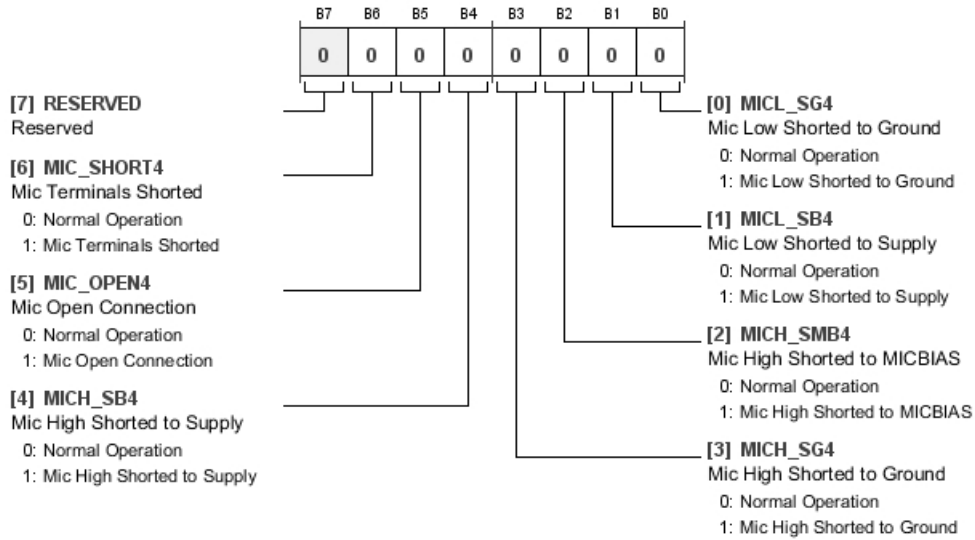 B7 B6 B5 B4 B3 B2 B1 B0
0 0 0 0 0 0 0 0
[7] RESERVED
Reserved
[6] MIC_SHORT4
Mic Terminals Shorted
0: Normal Operation
1: Mic Terminals Shorted
[5] MIC_OPEN4
Mic Open Connection
0: Normal Operation
1: Mic Open Connection
[4] MICH_SB4
Mic High Shorted to Supply
0: Normal Operation
1: Mic High Shorted to Supply
[0] MICL_SG4
Mic Low Shorted to Ground
0: Normal Operation
1: Mic Low Shorted to Ground
[1] MICL_SB4
Mic Low Shorted to Supply
0: Normal Operation
1: Mic Low Shorted to Supply
[2] MICH_SMB4
Mic High Shorted to MICBIAS
0: Normal Operation
1: Mic High Shorted to MICBIAS
[3] MICH_SG4
Mic High Shorted to Ground
0: Normal Operation
1: Mic High Shorted to Ground